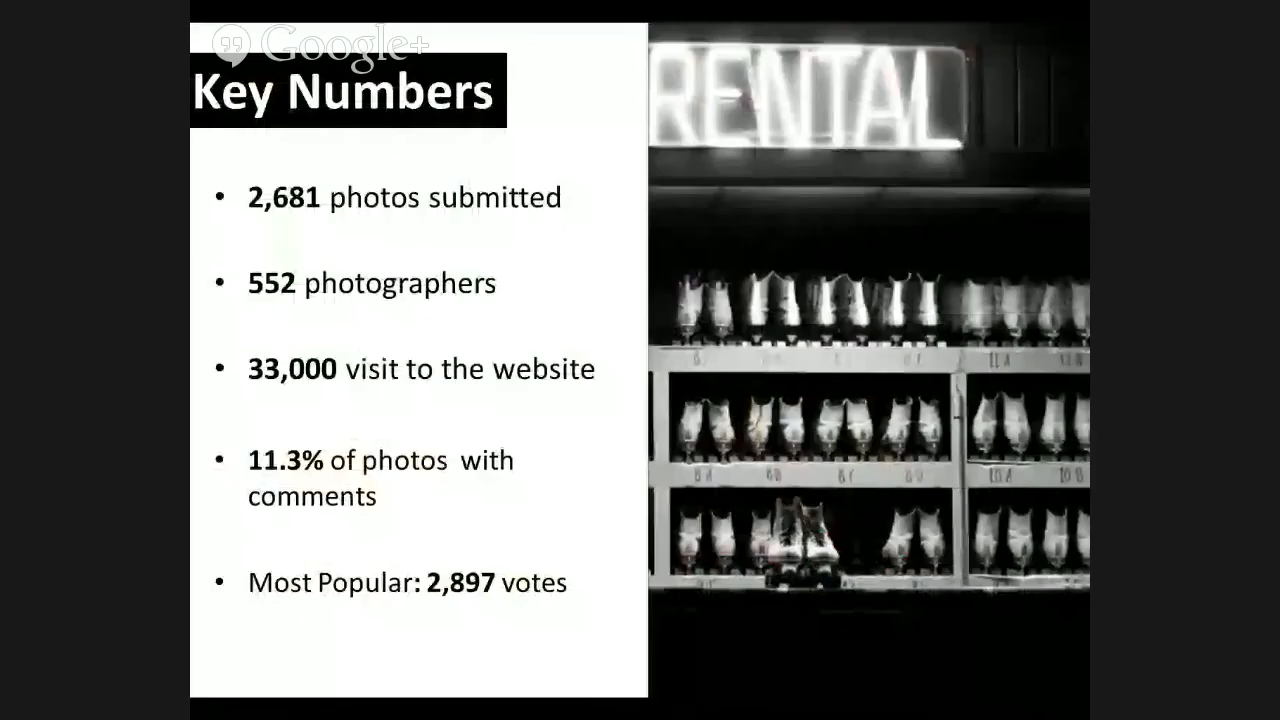 Google+
Key Numbers
RENTAL
• 2,681 photos submitted
• 552 photographers
• 33,000 visit to the website
• 11.3% of photos with
comments
• Most Popular: 2,897 votes